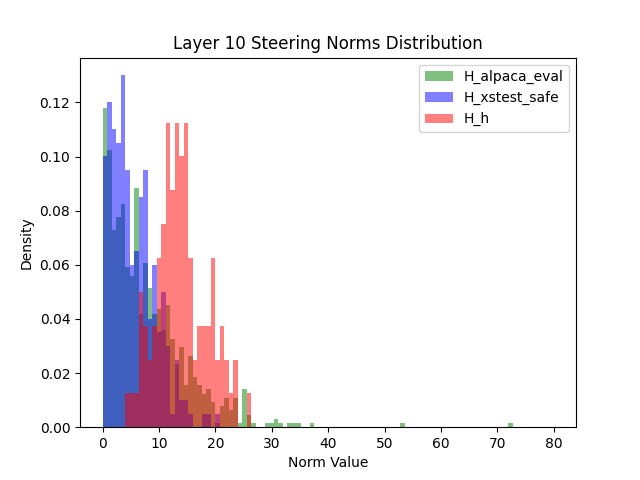 Layer 10 Steering Norms Distribution
H_alpaca_eval
H_xstest_safe
H_h
Density
0.12
0.10
0.08
0.06
0.04
0.02
0.00
0 10 20 30 40 50 60 70 80
Norm Value